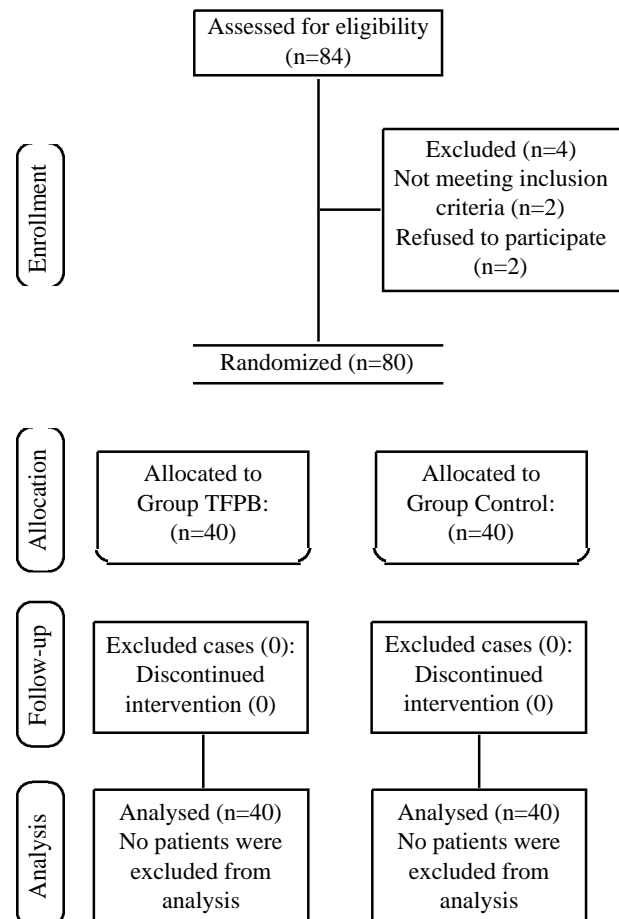 Assessed for eligibility
(n=84)
Enrollment
Excluded (n=4)
Not meeting inclusion
criteria (n=2)
Refused to participate
(n=2)
Randomized (n=80)
Allocation
Allocated to
Group TFPB:
(n=40)
Allocated to
Group Control:
(n=40)
Follow-up
Excluded cases (0):
Discontinued
intervention (0)
Excluded cases (0):
Discontinued
intervention (0)
Analysis
Analysed (n=40)
No patients were
excluded from
analysis
Analysed (n=40)
No patients were
excluded from
analysis